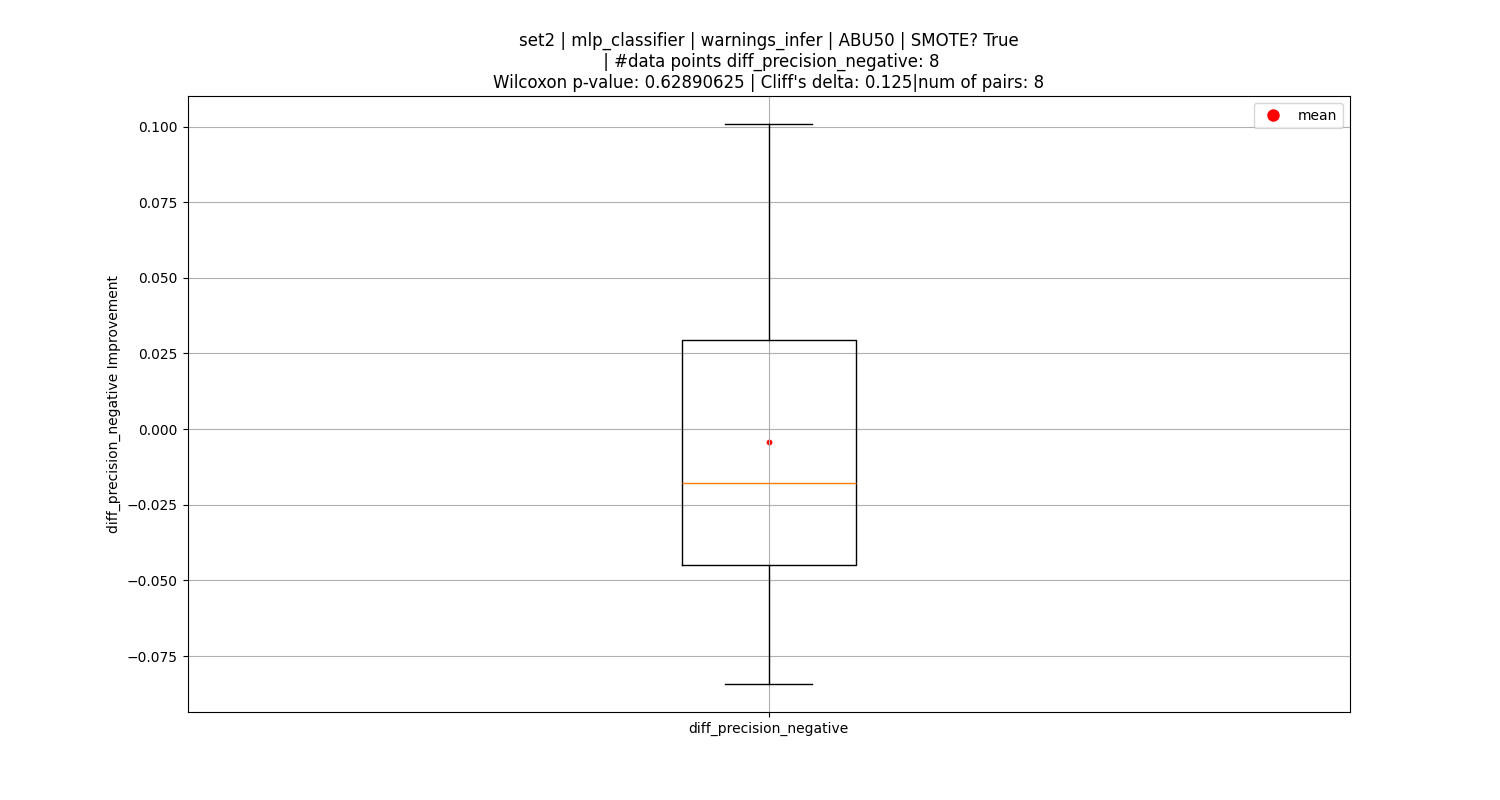 set2 | mlp_classifier | warnings_infer | ABU50 | SMOTE? True
| #data points diff_precision_negative: 8
Wilcoxon p-value: 0.62890625 | Cliff's delta: 0.125|num of pairs: 8
mean
0.100
0.075
0.050
0.025
0.000
−0.025
−0.050
−0.075
diff_precision_negative Improvement
diff_precision_negative